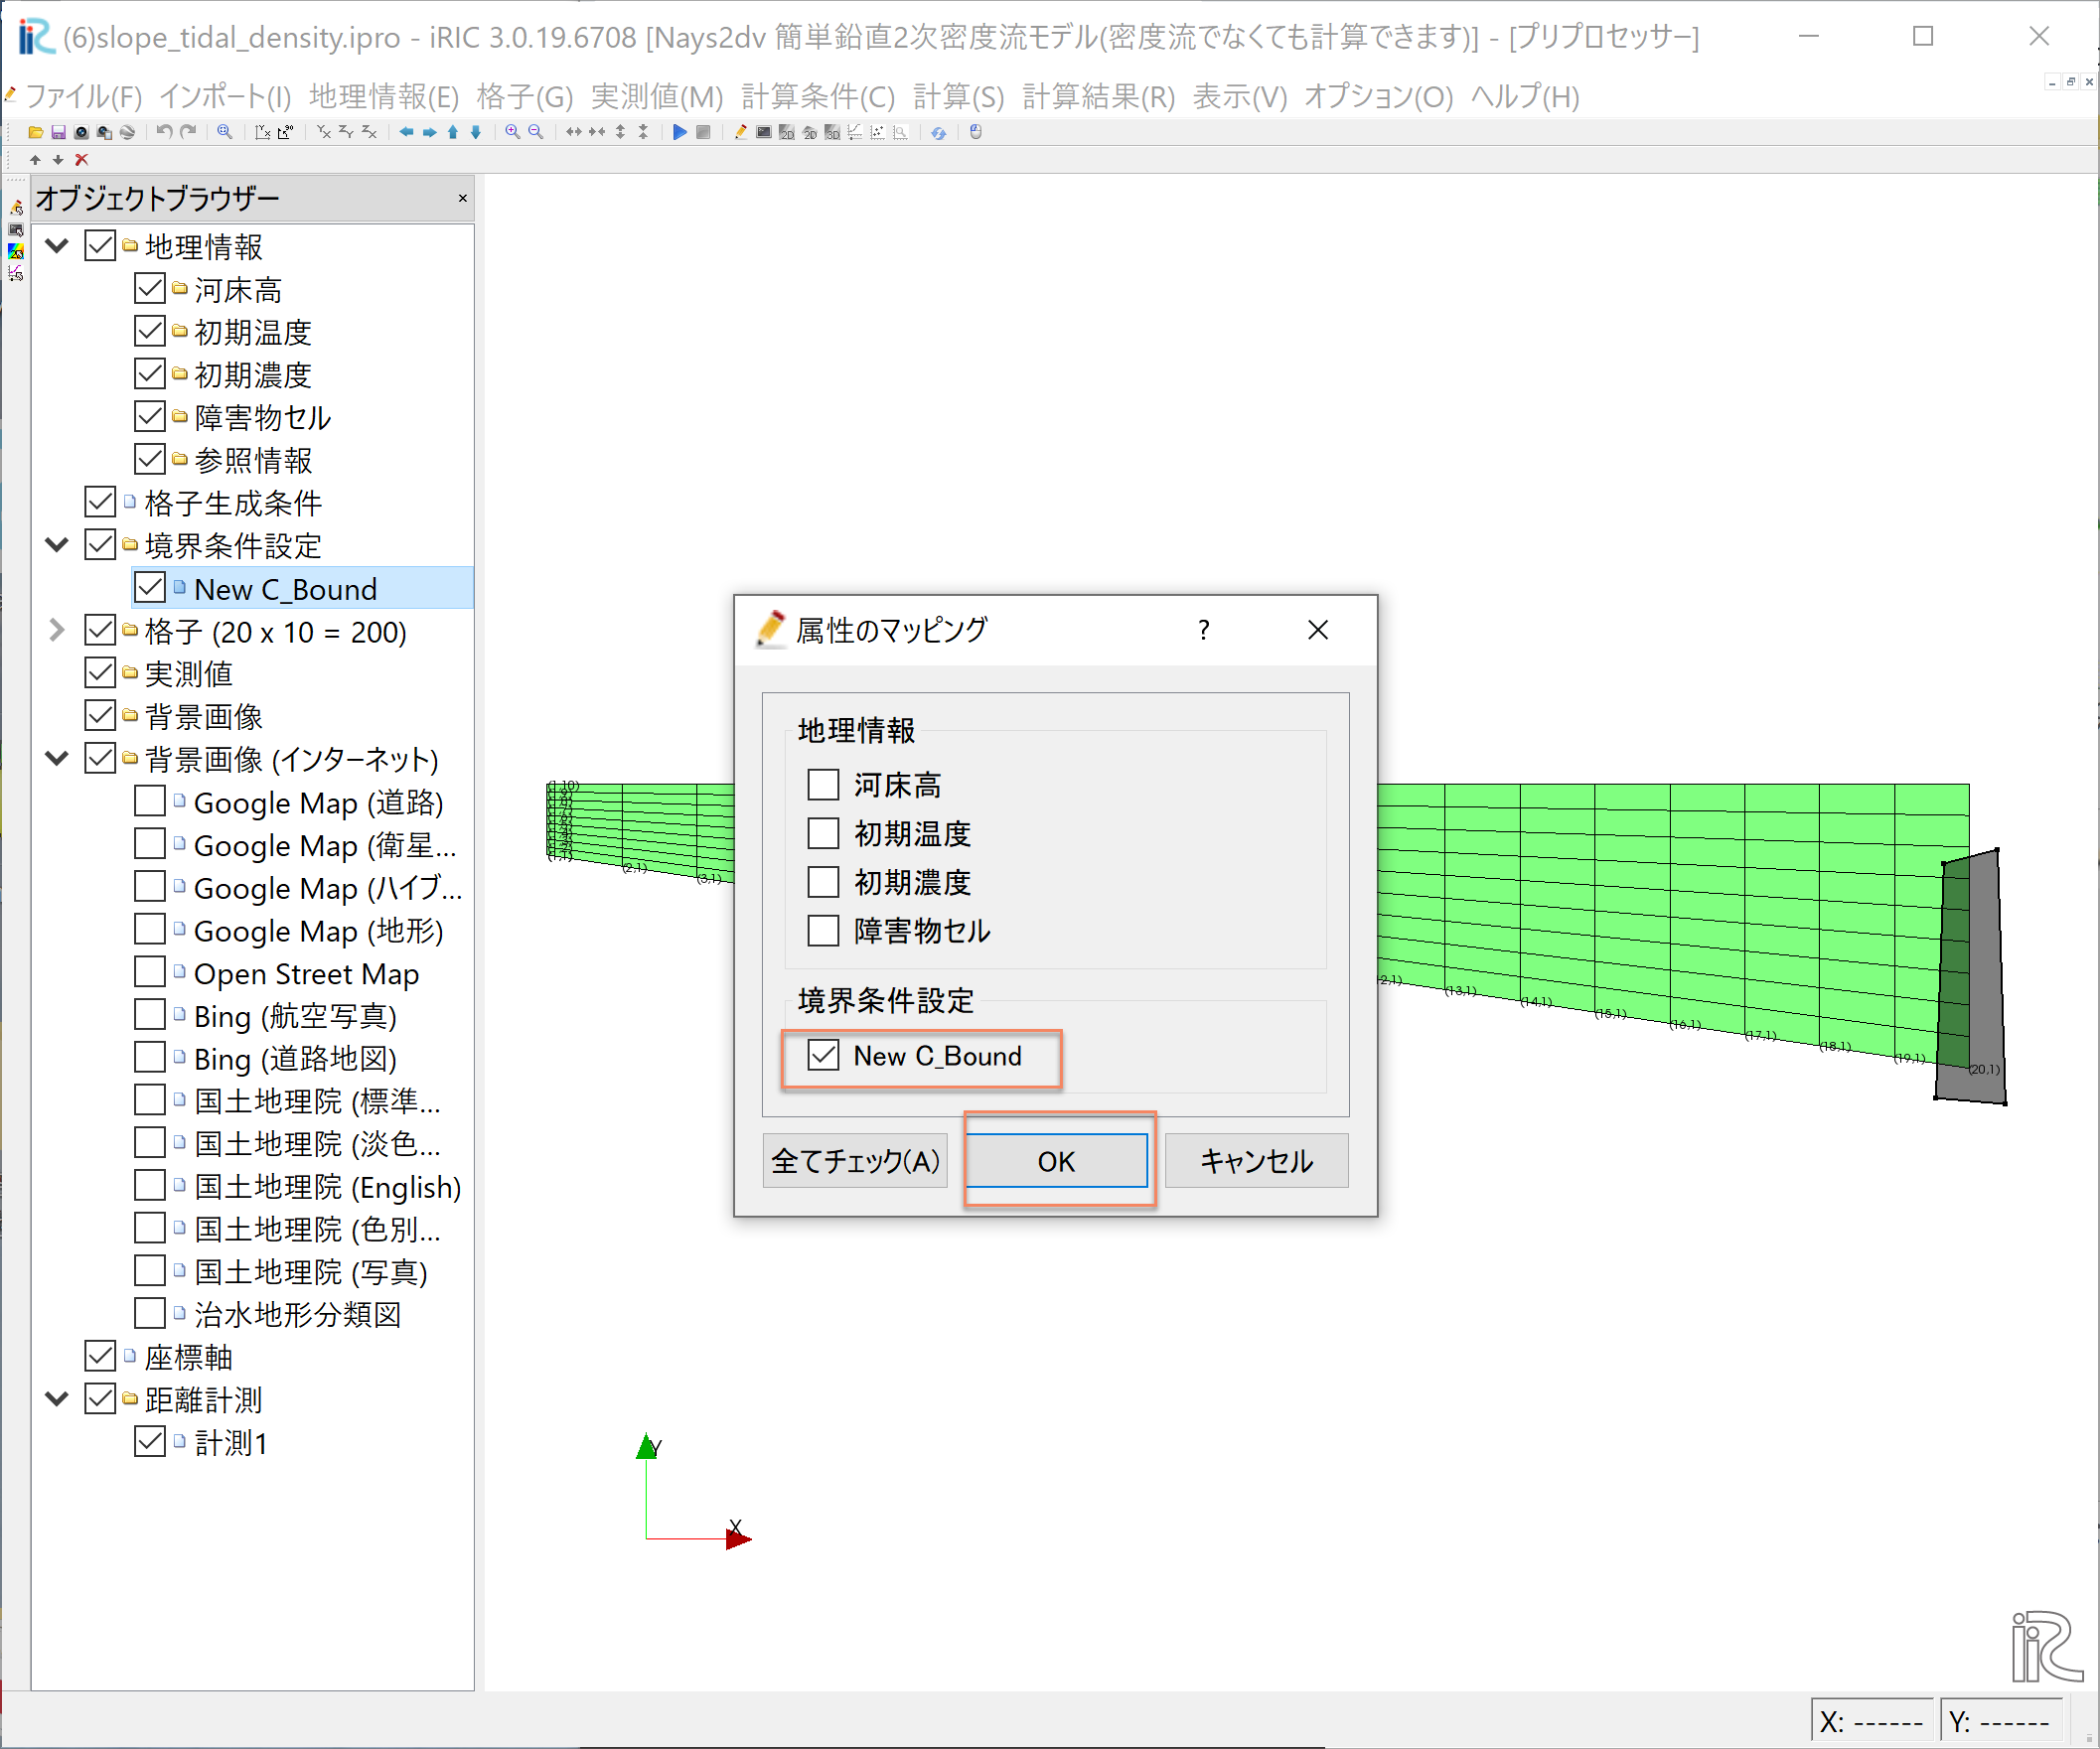 (6)slope_tidal_density.ipro - iRIC 3.0.19.6708 [Nays2dv 簡単鉛直2次密度流モデル(密度流でなくても計算できます)] - [プリプロセッサー]
ファイル(F) インポート(I) 地理情報(E) 格子(G) 実測値(M) 計算条件(C) 計算(S) 計算結果(R) 表示(V) オプション(O) ヘルプ(H)
オブジェクトブラウザー
地理情報
河床高
初期温度
初期濃度
障害物セル
参照情報
格子生成条件
境界条件設定
New C_Bound
格子 (20 x 10 = 200)
実測値
背景画像
背景画像 (インターネット)
Google Map (道路)
Google Map (衛星...
Google Map (ハイブ...
Google Map (地形)
Open Street Map
Bing (航空写真)
Bing (道路地図)
国土地理院 (標準...
国土地理院 (淡色...
国土地理院 (English)
国土地理院 (色別...
国土地理院 (写真)
治水地形分類図
座標軸
距離計測
計測1
属性のマッピング
地理情報
河床高
初期温度
初期濃度
障害物セル
境界条件設定
New C_Bound
全てチェック(A)
OK
キャンセル
(1,10)
(1,1)
(2,1)
(3,1)
2,1)
(13,1)
(14,1)
(15,1)
(16,1)
(17,1)
(18,1)
(19,1)
(20,1)
Y
X
iRIC
X: ------
Y: ------